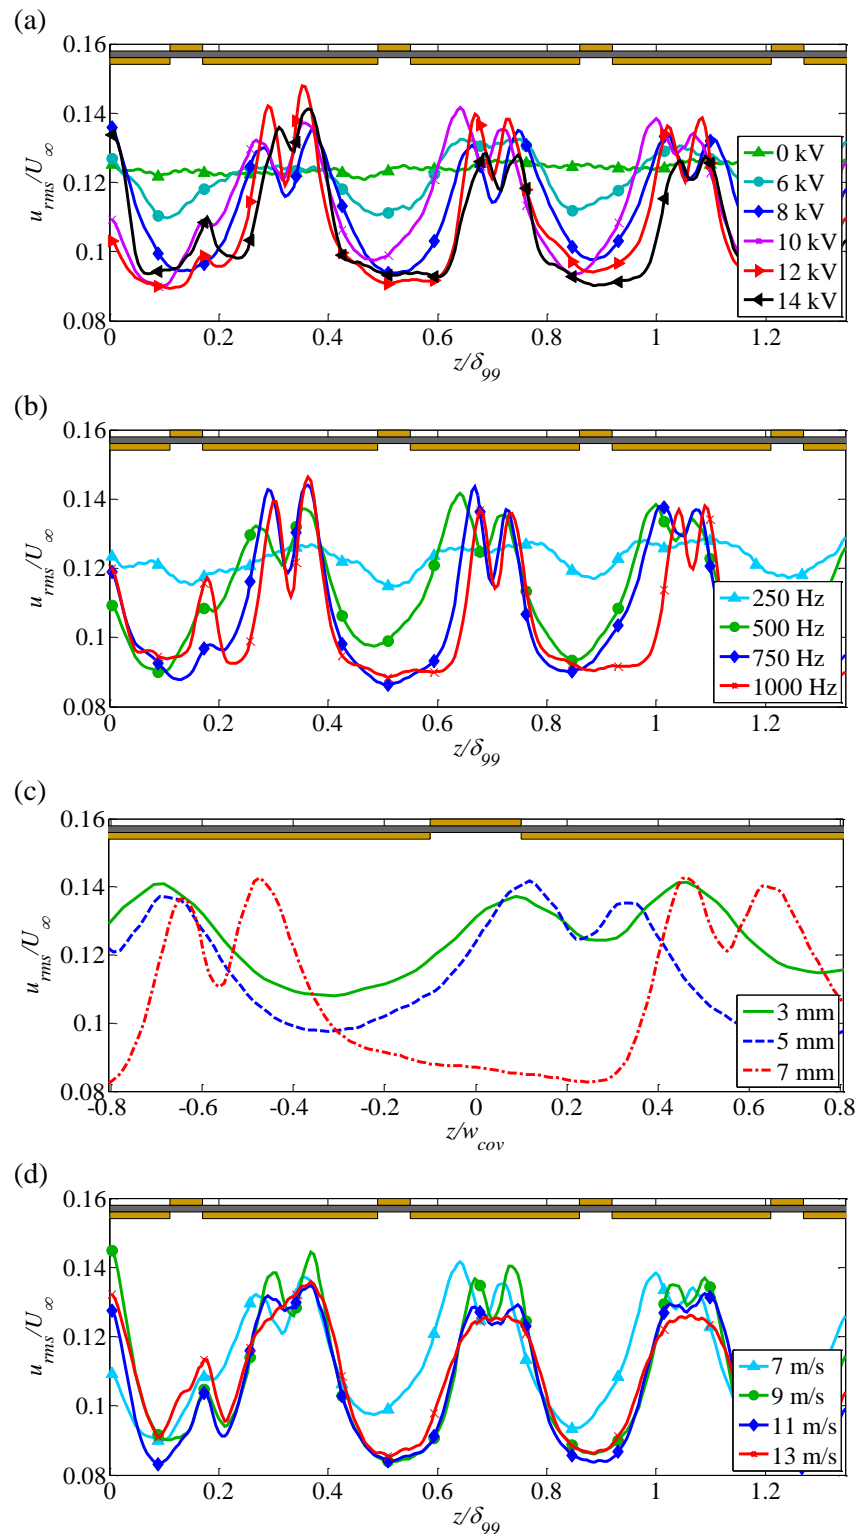 (a)
0.16
0.14
0.12
0.1
0.08
u_rms/U_∞
0 0.2 0.4 0.6 0.8 1 1.2
z/δ_99
0 kV
6 kV
8 kV
10 kV
12 kV
14 kV
(b)
0.16
0.14
0.12
0.1
0.08
u_rms/U_∞
0 0.2 0.4 0.6 0.8 1 1.2
z/δ_99
250 Hz
500 Hz
750 Hz
1000 Hz
(c)
0.16
0.14
0.12
0.1
0.08
u_rms/U_∞
-0.8 -0.6 -0.4 -0.2 0 0.2 0.4 0.6 0.8
z/w_cov
3 mm
5 mm
7 mm
(d)
0.16
0.14
0.12
0.1
0.08
u_rms/U_∞
0 0.2 0.4 0.6 0.8 1 1.2
z/δ_99
7 m/s
9 m/s
11 m/s
13 m/s